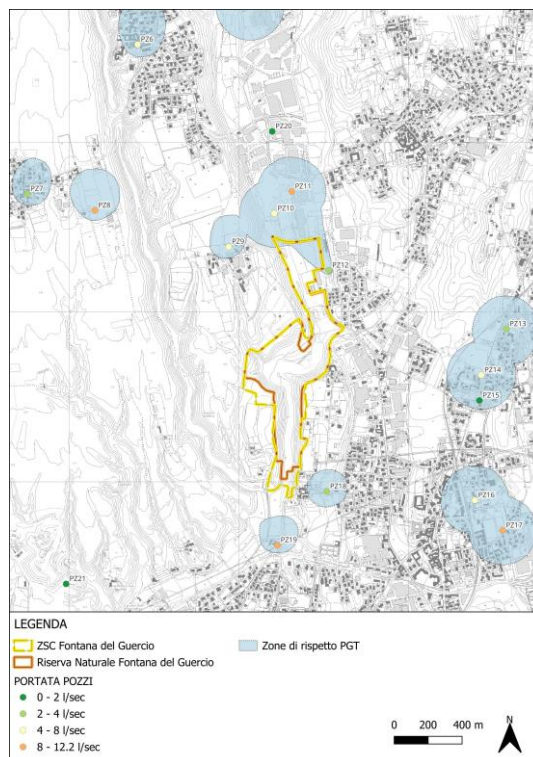 PZ6
PZ20
PZ7
PZ8
PZ11
PZ10
PZ9
PZ12
PZ13
PZ14
PZ15
PZ16
PZ17
PZ19
PZ21
LEGENDA
ZSC Fontana del Guercio
Zone di rispetto PGT
Riserva Naturale Fontana del Guercio
PORTATA POZZI
0 - 2 l/sec
2 - 4 l/sec
4 - 8 l/sec
8 - 12.2 l/sec
0 200 400 m
N